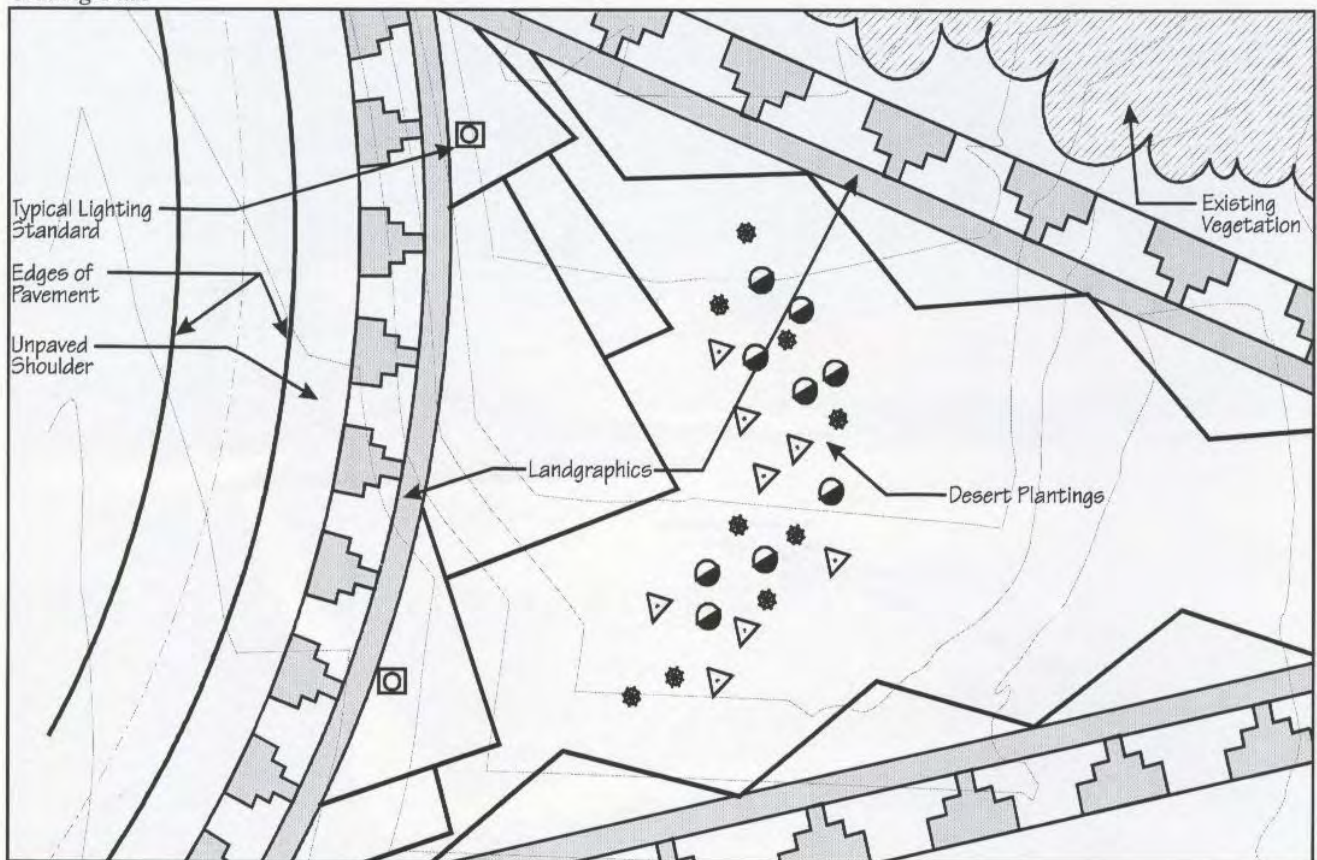 Typical Lighting
Standard
Edges of
Pavement
Unpaved
Shoulder
Landgraphics
Desert Plantings
Existing
Vegetation